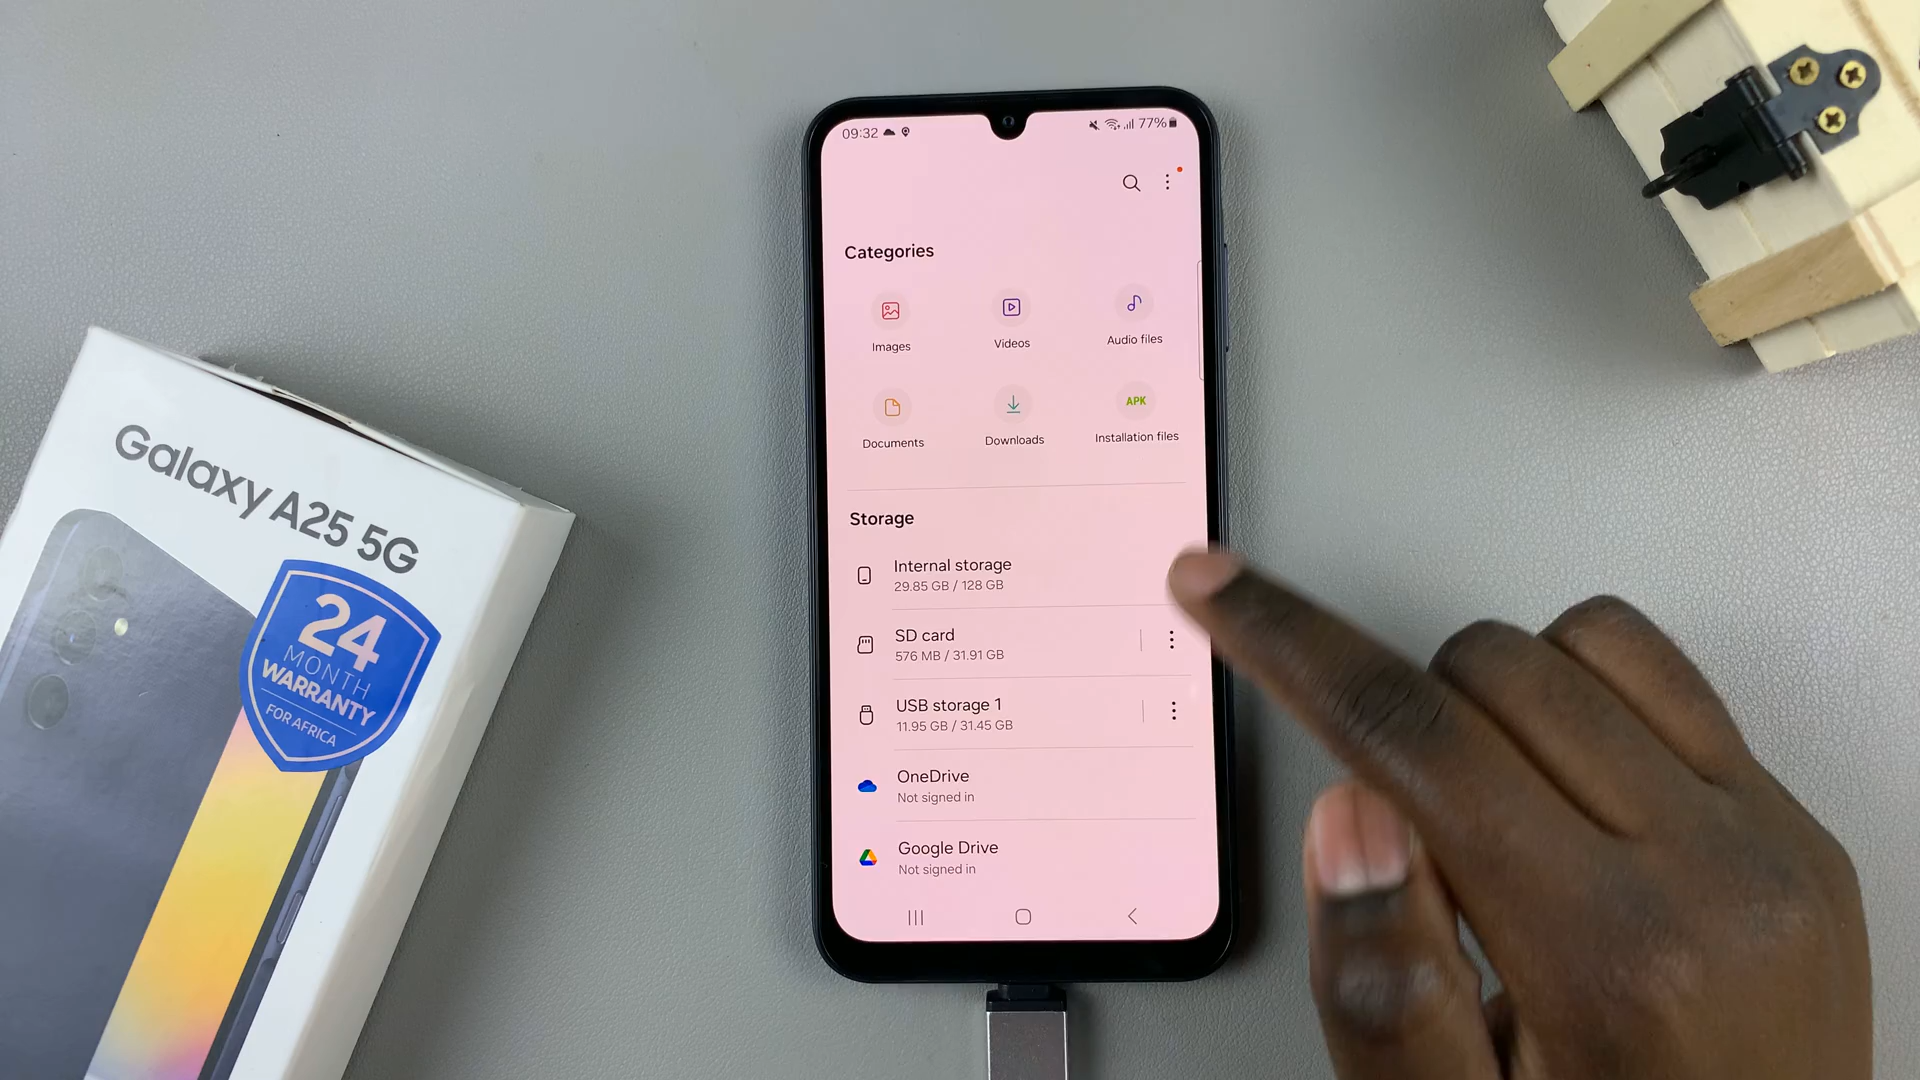 09:32
77%
Categories
Images
Videos
Audio files
APK
Documents
Downloads
Installation files
Storage
Internal storage
29.85 GB / 128 GB
SD card
576 MB / 31.91 GB
USB storage 1
11.95 GB / 31.45 GB
OneDrive
Not signed in
Google Drive
Not signed in
Galaxy A25 5G
24
MONTH
WARRANTY
FOR AFRICA